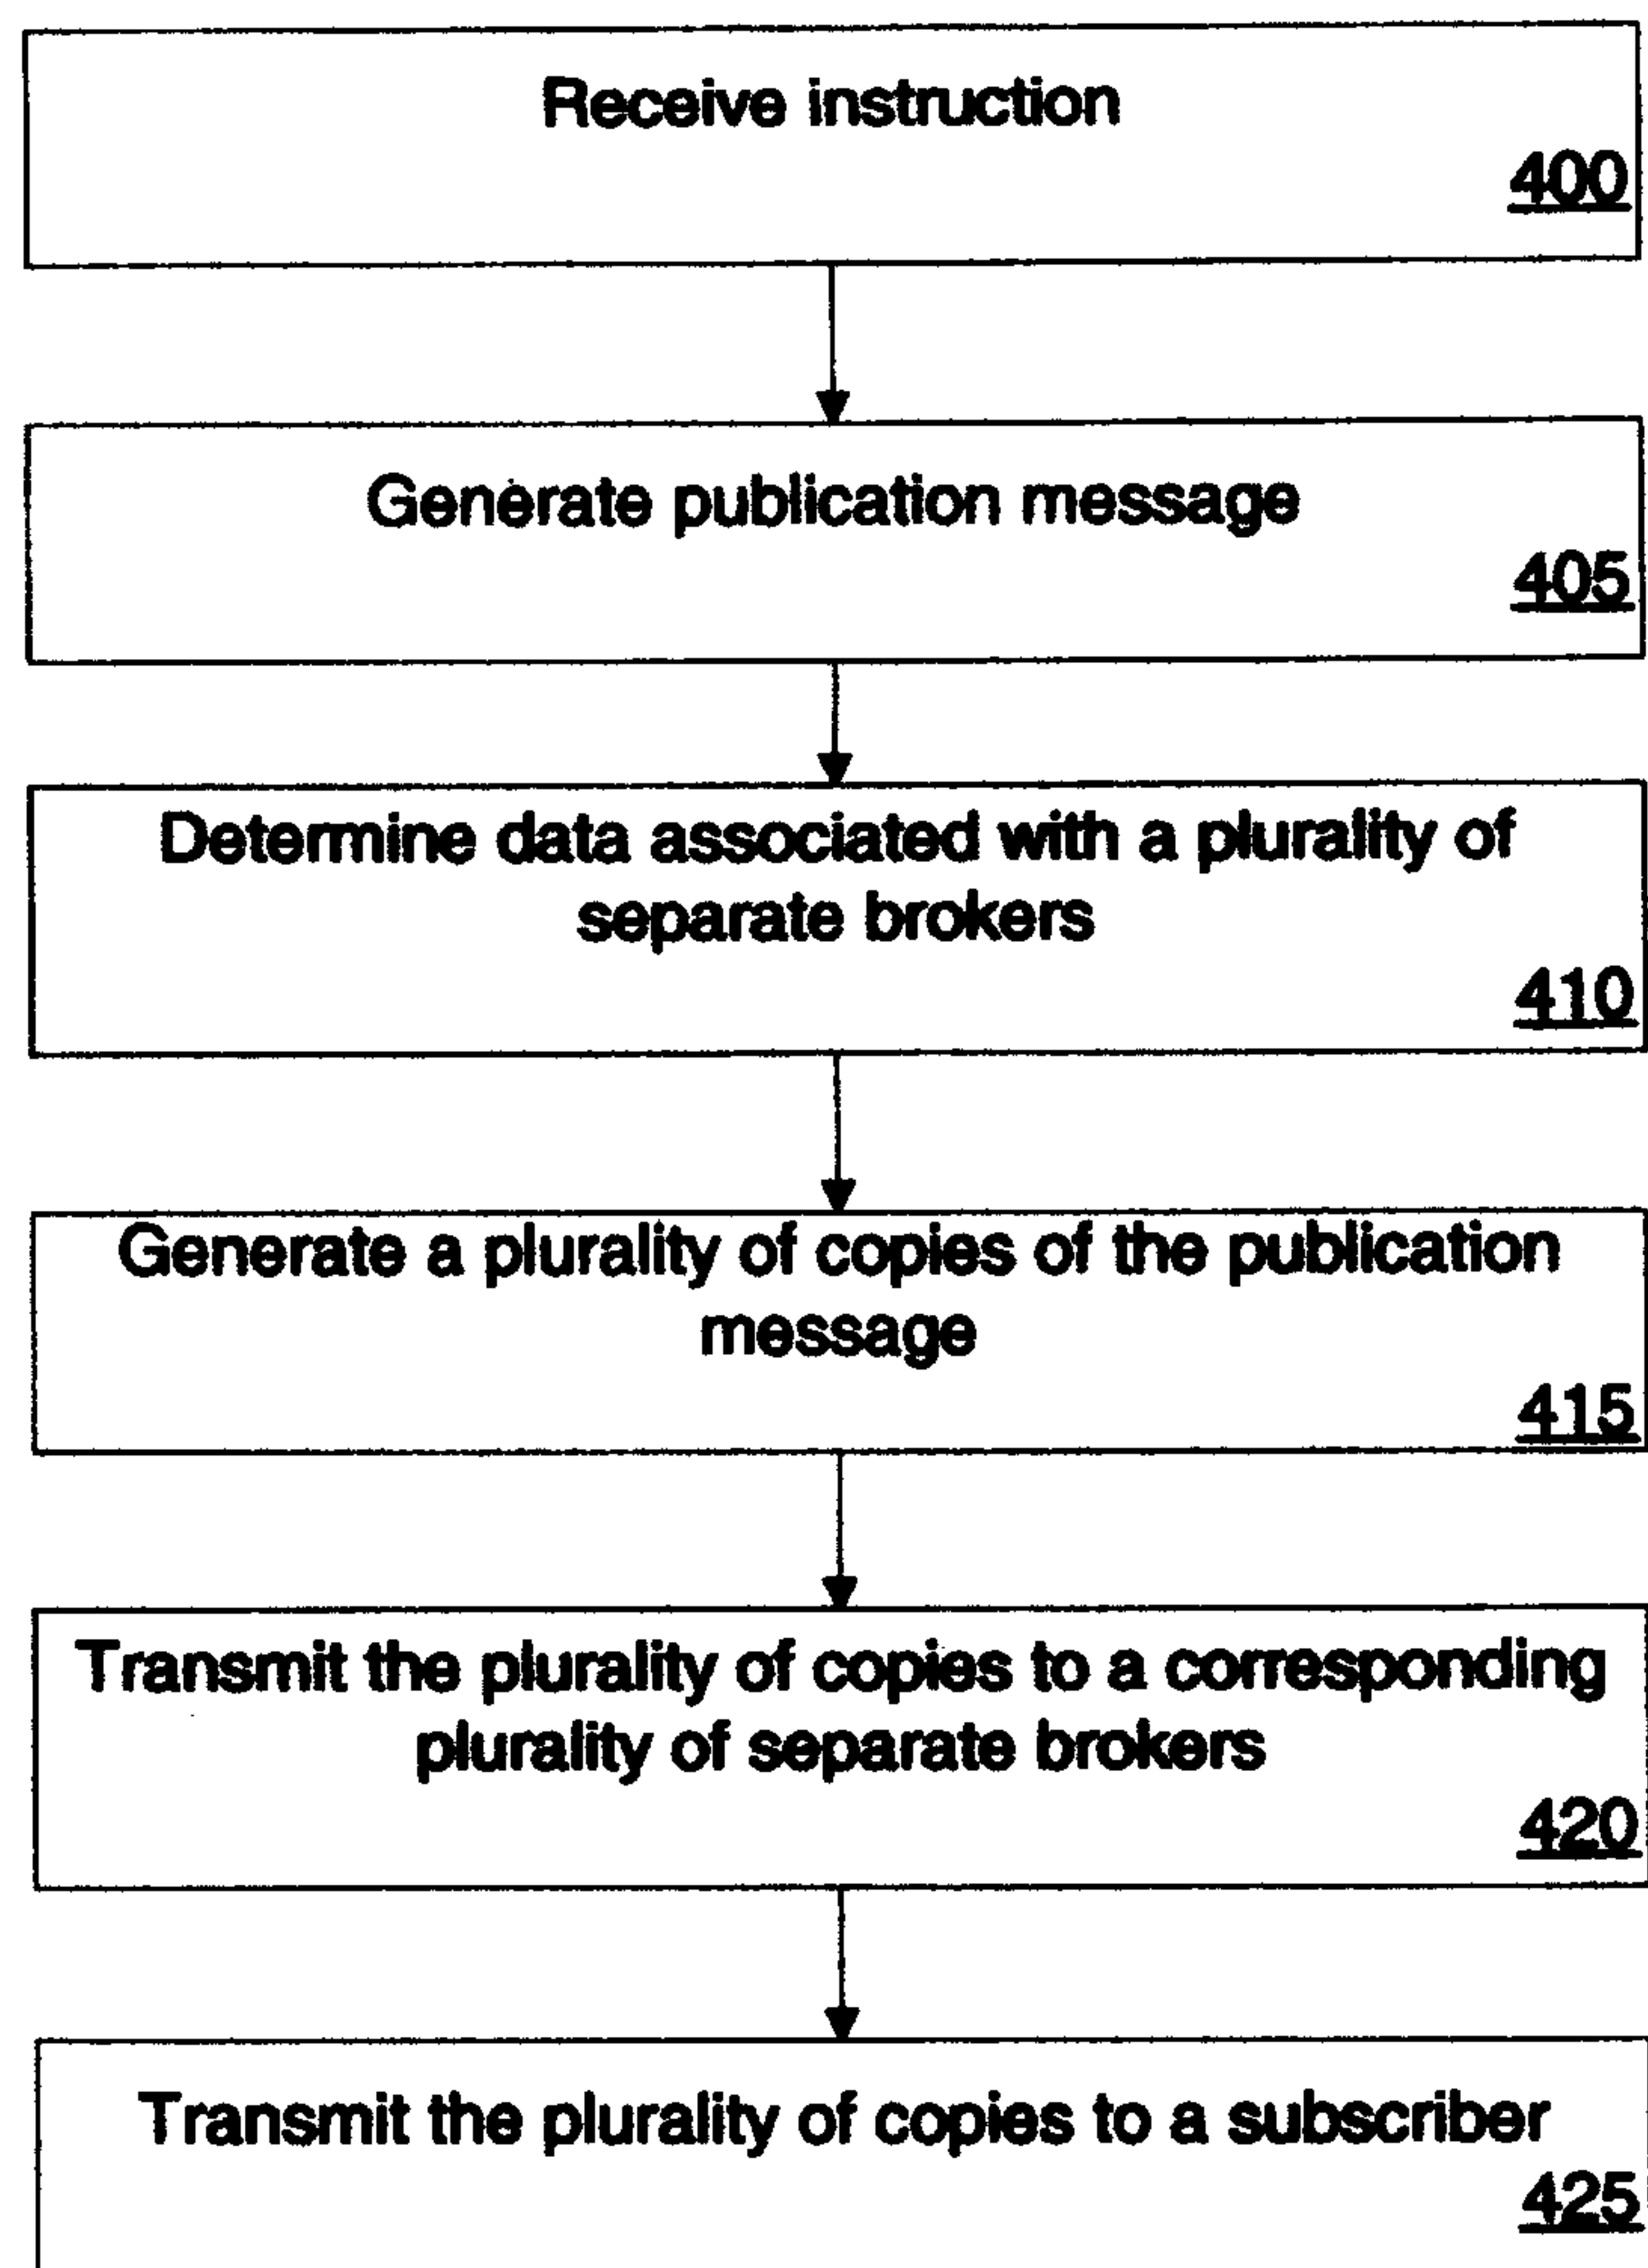 Receive instruction
400
Generate publication message
405
Determine data associated with a plurality of
separate brokers
410
Generate a plurality of copies of the publication
message
415
Transmit the plurality of copies to a corresponding
plurality of separate brokers
420
Transmit the plurality of copies to a subscriber
425